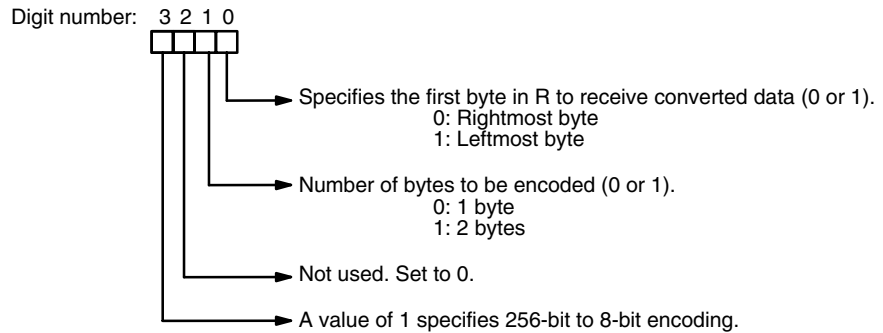 Digit number: 3 2 1 0
Specifies the first byte in R to receive converted data (0 or 1).
0: Rightmost byte
1: Leftmost byte
Number of bytes to be encoded (0 or 1).
0: 1 byte
1: 2 bytes
Not used. Set to 0.
A value of 1 specifies 256-bit to 8-bit encoding.